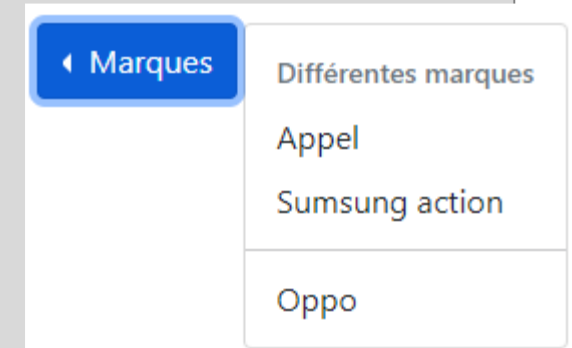 Marques
Différentes marques
Appel
Sumsung action
Oppo